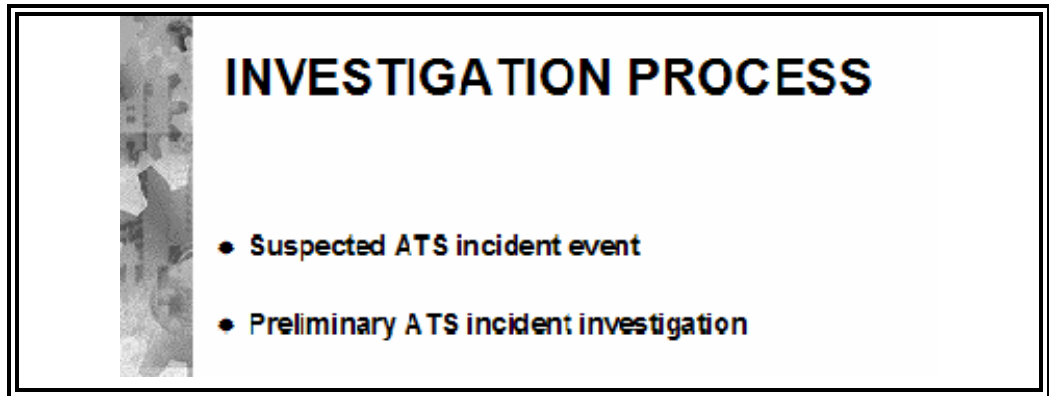 INVESTIGATION PROCESS
● Suspected ATS incident event
● Preliminary ATS incident investigation